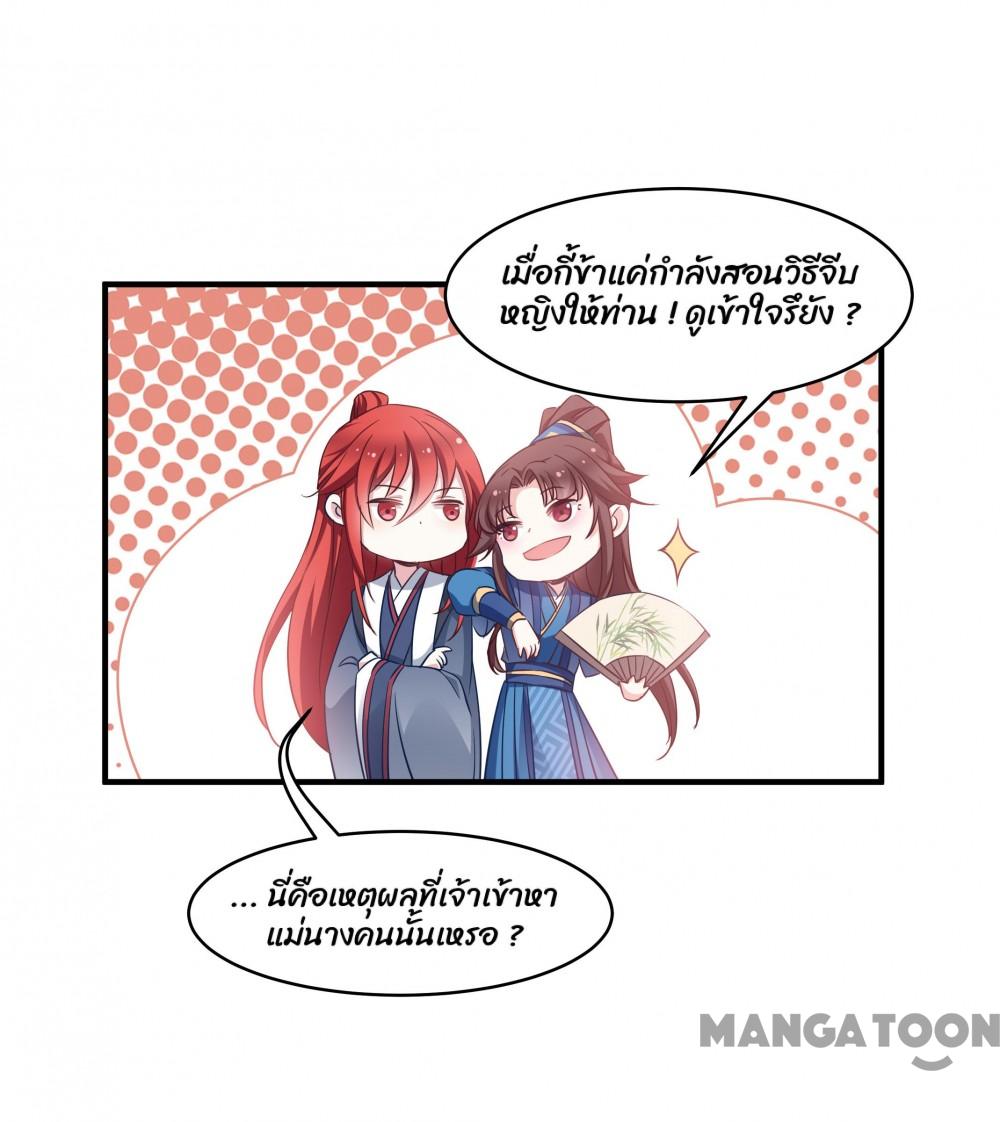 เมื่อกี้ข้าแค่กำลังสอนวิธีจีบ
หญิงให้ท่าน ! ดูเข้าใจรึยัง ?
... นี่คือเหตุผลที่เจ้าเข้าหา
แม่นางคนนั้นเหรอ ?
MANGATOON